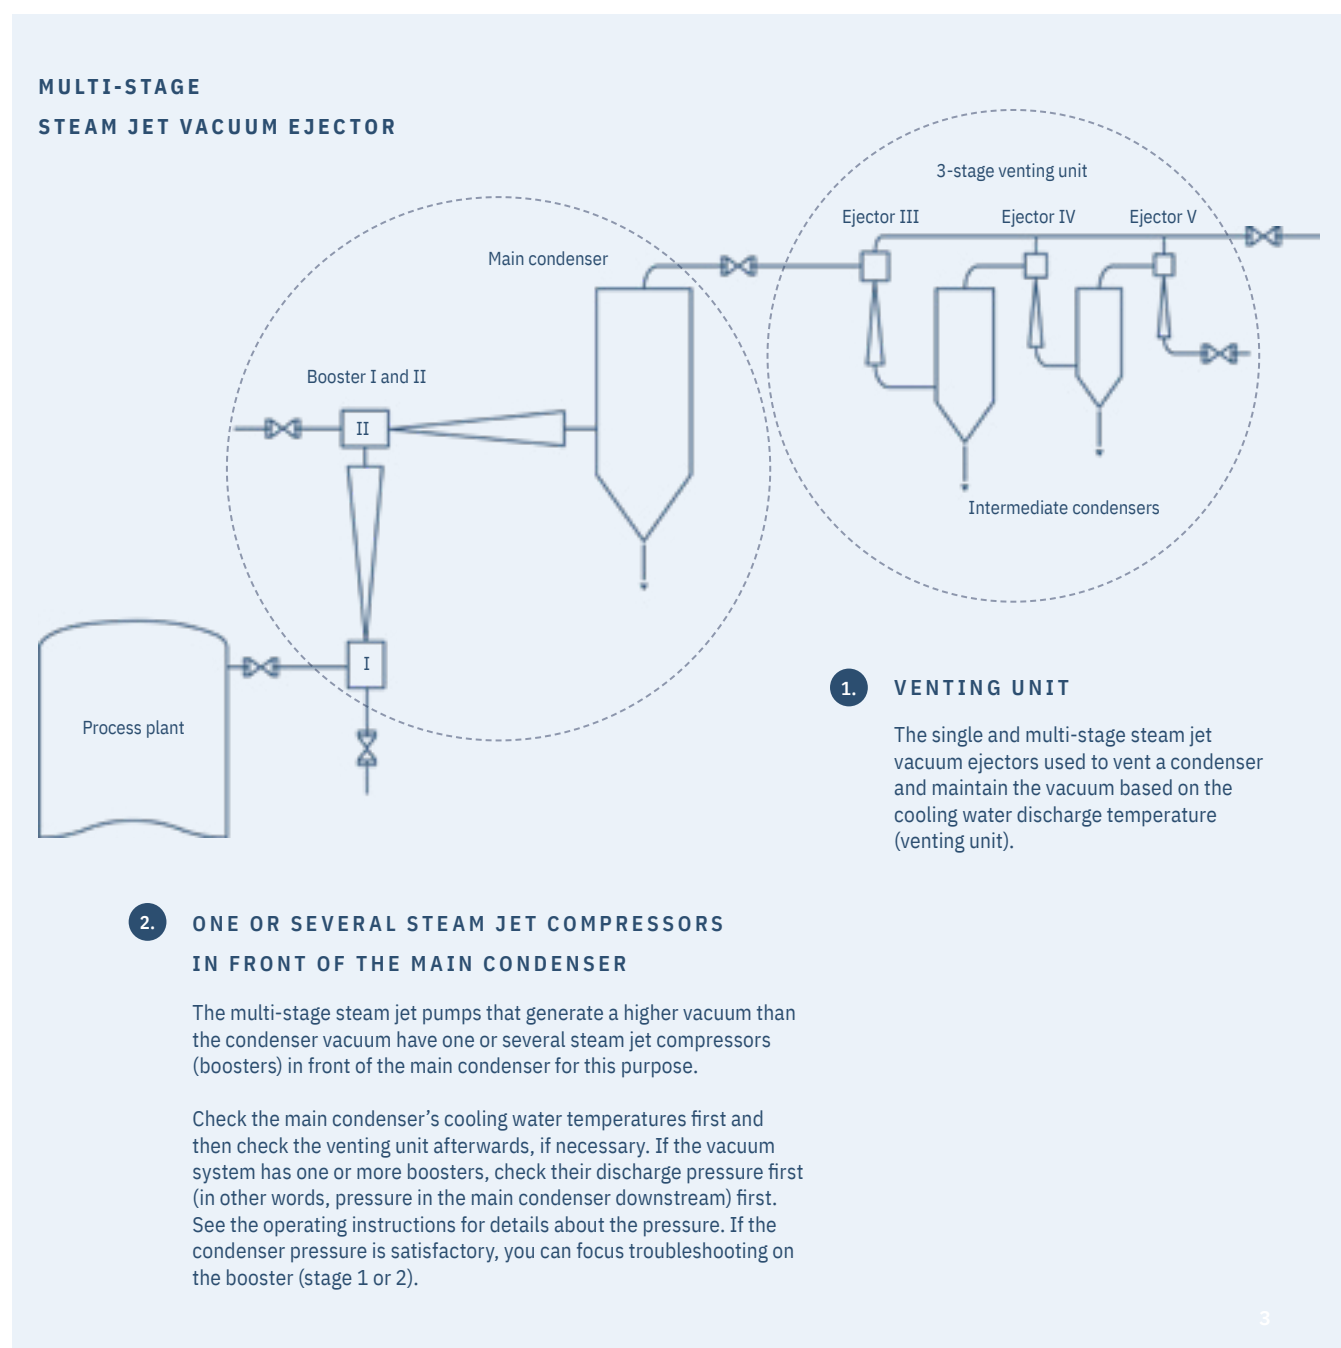 MULTI-STAGE
STEAM JET VACUUM EJECTOR
3-stage venting unit
Ejector III
Ejector IV
Ejector V
Main condenser
Booster I and II
II
Intermediate condensers
I
Process plant
1.
VENTING UNIT
The single and multi-stage steam jet
vacuum ejectors used to vent a condenser
and maintain the vacuum based on the
cooling water discharge temperature
(venting unit).
2.
ONE OR SEVERAL STEAM JET COMPRESSORS
IN FRONT OF THE MAIN CONDENSER
The multi-stage steam jet pumps that generate a higher vacuum than
the condenser vacuum have one or several steam jet compressors
(boosters) in front of the main condenser for this purpose.
Check the main condenser’s cooling water temperatures first and
then check the venting unit afterwards, if necessary. If the vacuum
system has one or more boosters, check their discharge pressure first
(in other words, pressure in the main condenser downstream) first.
See the operating instructions for details about the pressure. If the
condenser pressure is satisfactory, you can focus troubleshooting on
the booster (stage 1 or 2).
3